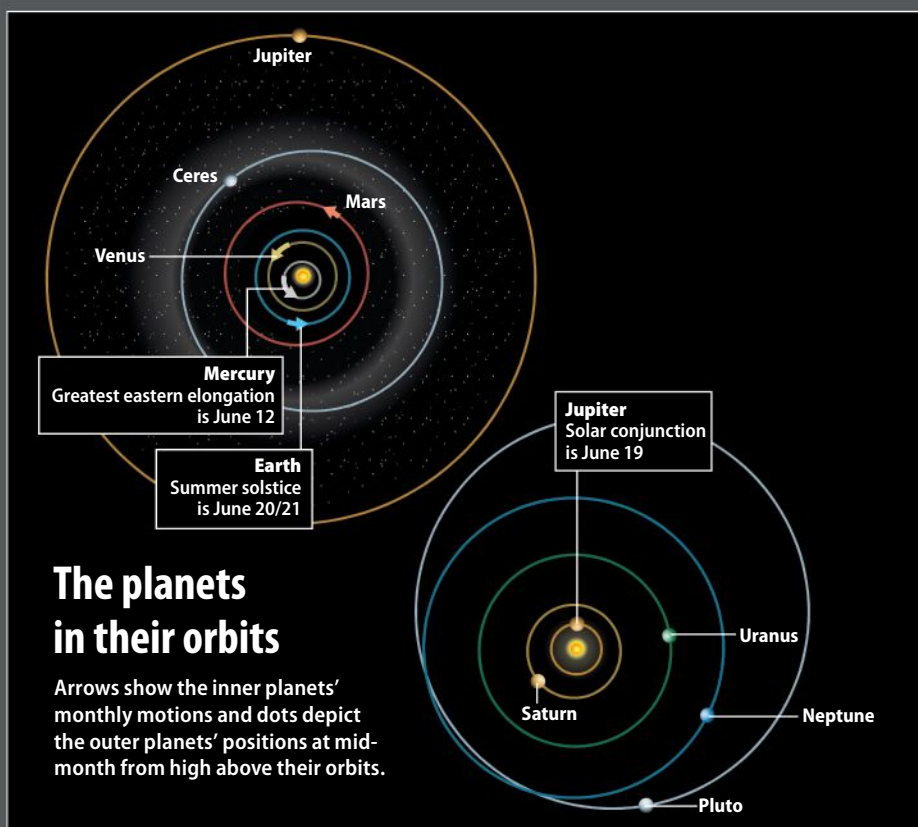 Jupiter
Ceres
Mars
Venus
Mercury
Greatest eastern elongation
is June 12
Earth
Summer solstice
is June 20/21
Jupiter
Solar conjunction
is June 19
The planets
in their orbits
Arrows show the inner planets’
monthly motions and dots depict
the outer planets’ positions at mid-
month from high above their orbits.
Uranus
Saturn
Neptune
Pluto